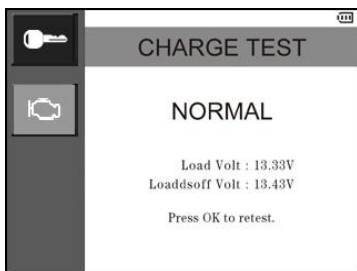 CHARGE TEST
NORMAL
Load Volt : 13.33V
Loaddsoff Volt : 13.43V
Press OK to retest.